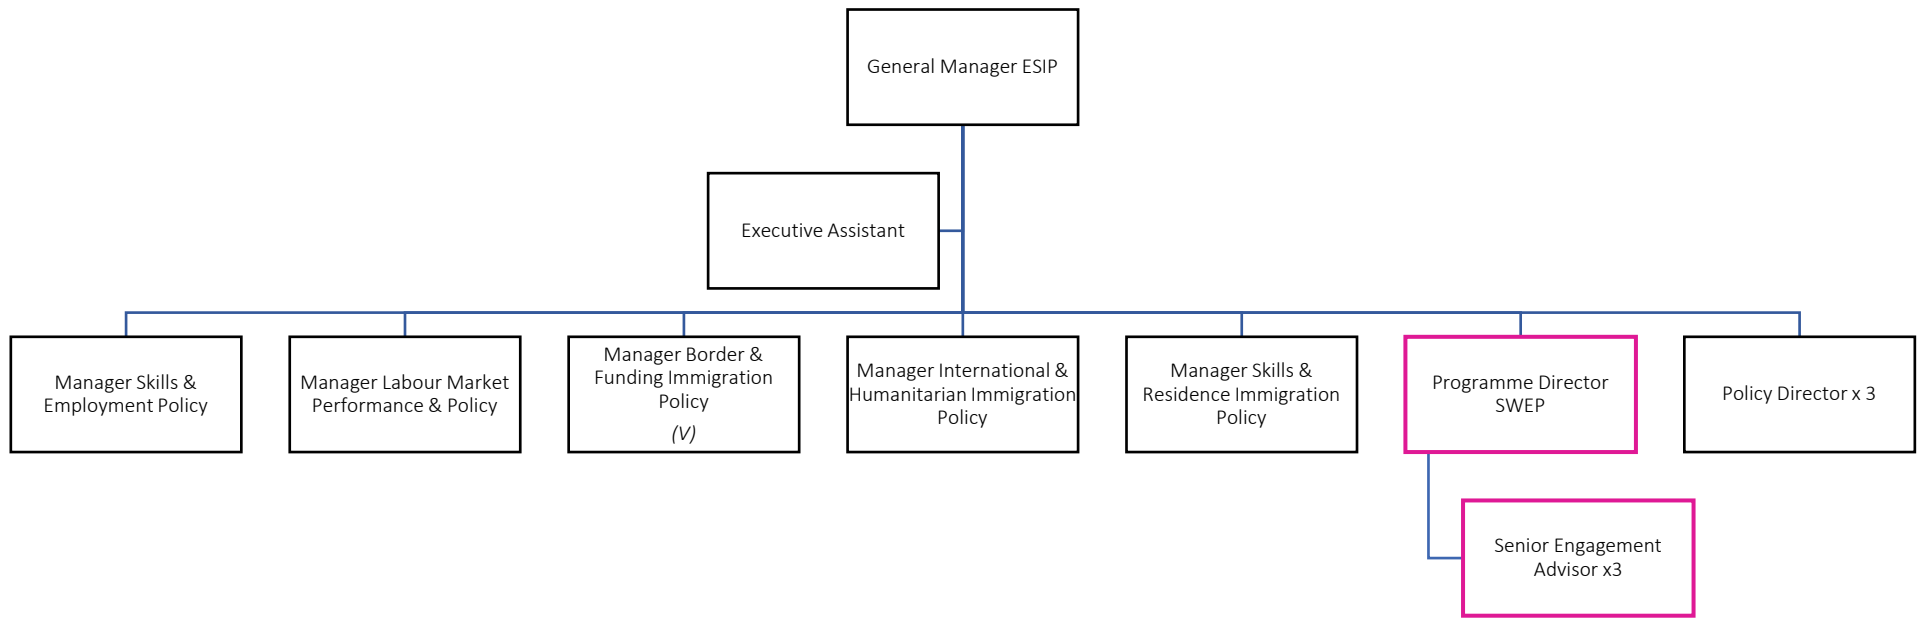 General Manager ESIP
Executive Assistant
Manager Skills &
Employment Policy
Manager Labour Market
Performance & Policy
Manager Border &
Funding Immigration
Policy
(V)
Manager International &
Humanitarian Immigration
Policy
Manager Skills &
Residence Immigration
Policy
Programme Director
SWEP
Policy Director x 3
Senior Engagement
Advisor x3